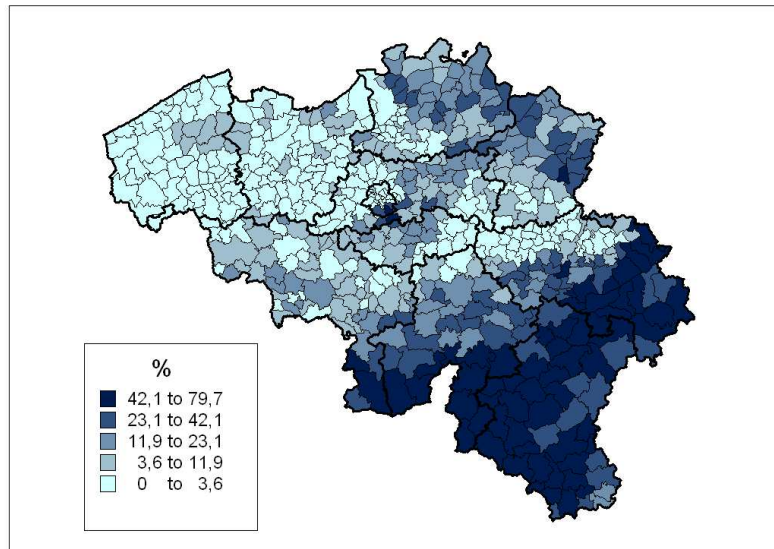 %
42,1 to 79,7
23,1 to 42,1
11,9 to 23,1
3,6 to 11,9
0 to 3,6